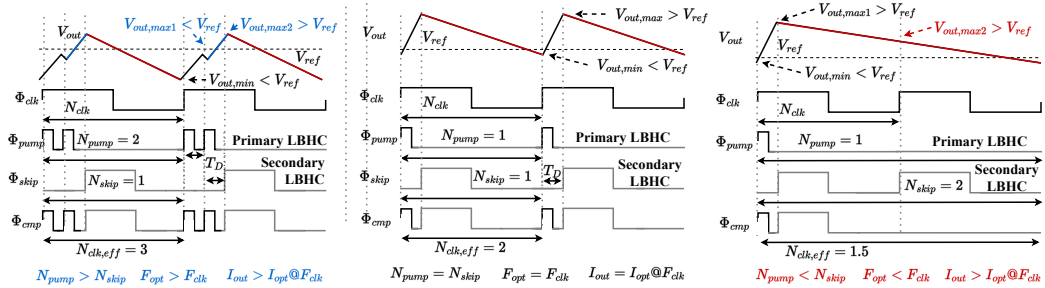 V_out,max1 < V_ref
V_out,max2 > V_ref
V_out
V_ref
V_out,min < V_ref
Φ_clk
N_clk
Φ_pump
N_pump = 2
Primary LBHC
T_D
Secondary
LBHC
Φ_skip
N_skip = 1
Φ_cmp
N_clk,eff = 3
N_pump > N_skip F_opt > F_clk I_out > I_opt@F_clk
V_out,max > V_ref
V_out
V_ref
V_out,min < V_ref
Φ_clk
N_clk
Φ_pump
N_pump = 1
Primary LBHC
Secondary
LBHC
Φ_skip
N_skip = 1
T_D
Φ_cmp
N_clk,eff = 2
N_pump = N_skip F_opt = F_clk I_out = I_opt@F_clk
V_out,max1 > V_ref
V_out,max2 > V_ref
V_out
V_ref
V_out,min < V_ref
Φ_clk
N_clk
Φ_pump
N_pump = 1
Primary LBHC
Secondary
LBHC
Φ_skip
N_skip = 2
Φ_cmp
N_clk,eff = 1.5
N_pump < N_skip F_opt < F_clk I_out > I_opt@F_clk